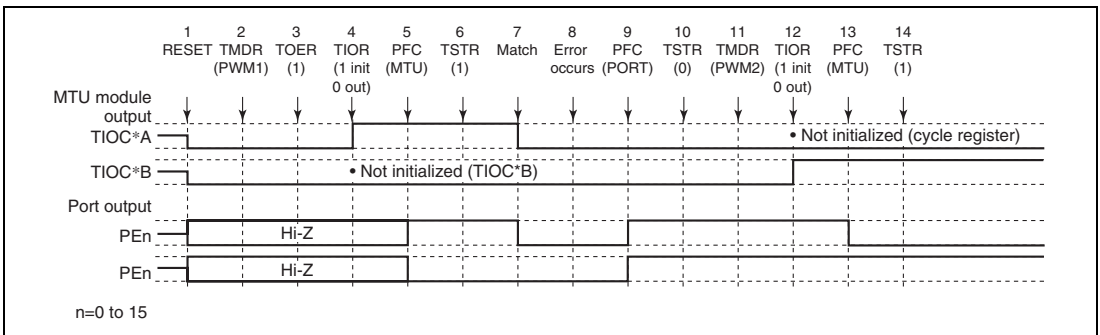 1 2 3 4 5 6 7 8 9 10 11 12 13 14
RESET TMDR TOER TIOR PFC TSTR Match Error PFC TSTR TMDR TIOR PFC TSTR
(PWM1) (1) (1 init (MTU) (1) occurs (PORT) (0) (PWM2) (1 init (MTU) (1)
0 out) 0 out)
MTU module
output
TIOC*A • Not initialized (cycle register)
TIOC*B • Not initialized (TIOC*B)
Port output
PEn Hi-Z
PEn Hi-Z
n=0 to 15